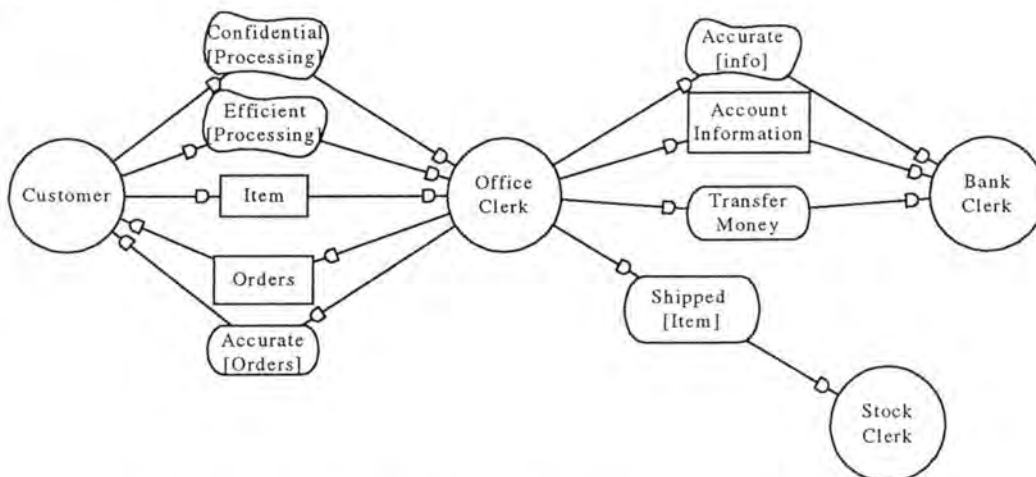 Confidential
[Processing]
Efficient
[Processing]
Customer
Item
Orders
Accurate
[Orders]
Office
Clerk
Accurate
[info]
Account
Information
Transfer
Money
Shipped
[Item]
Bank
Clerk
Stock
Clerk